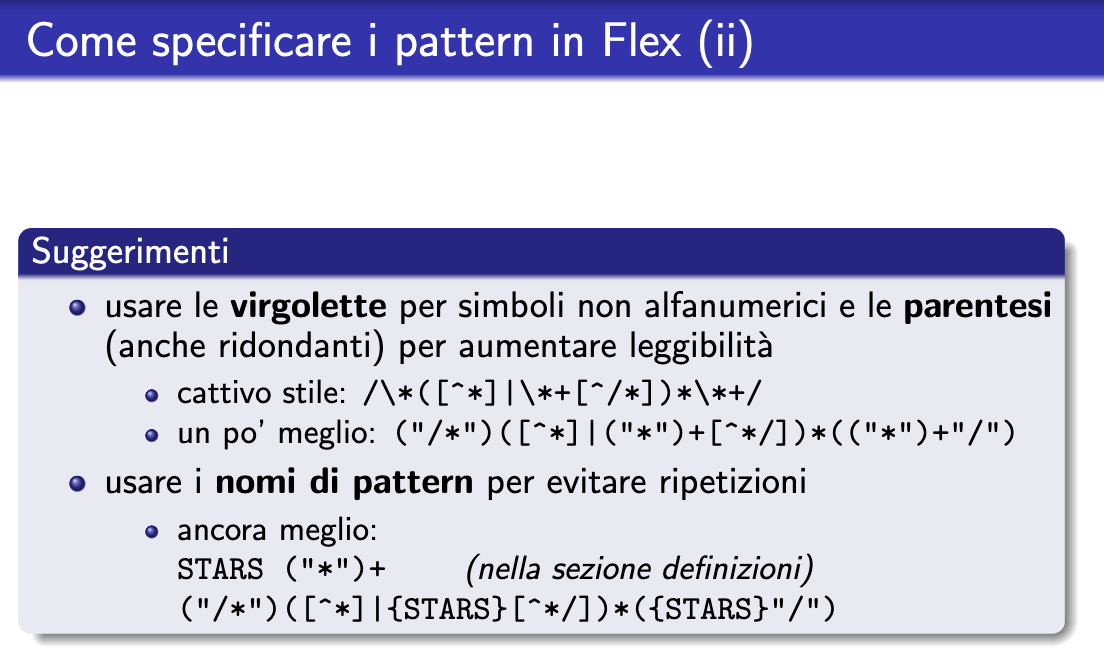 Come specificare i pattern in Flex (ii)
Suggerimenti
usare le virgolette per simboli non alfanumerici e le parentesi
(anche ridondanti) per aumentare leggibilità
cattivo stile: /\*([^*]|\*+[^/*])*\*+/
un po' meglio: ("/*")([^*]|("*")+[^*/])*(("*")+"/")
usare i nomi di pattern per evitare ripetizioni
ancora meglio:
STARS ("*")+ (nella sezione definizioni)
("/*")([^*]|{STARS}[^*/])*({STARS}"/")